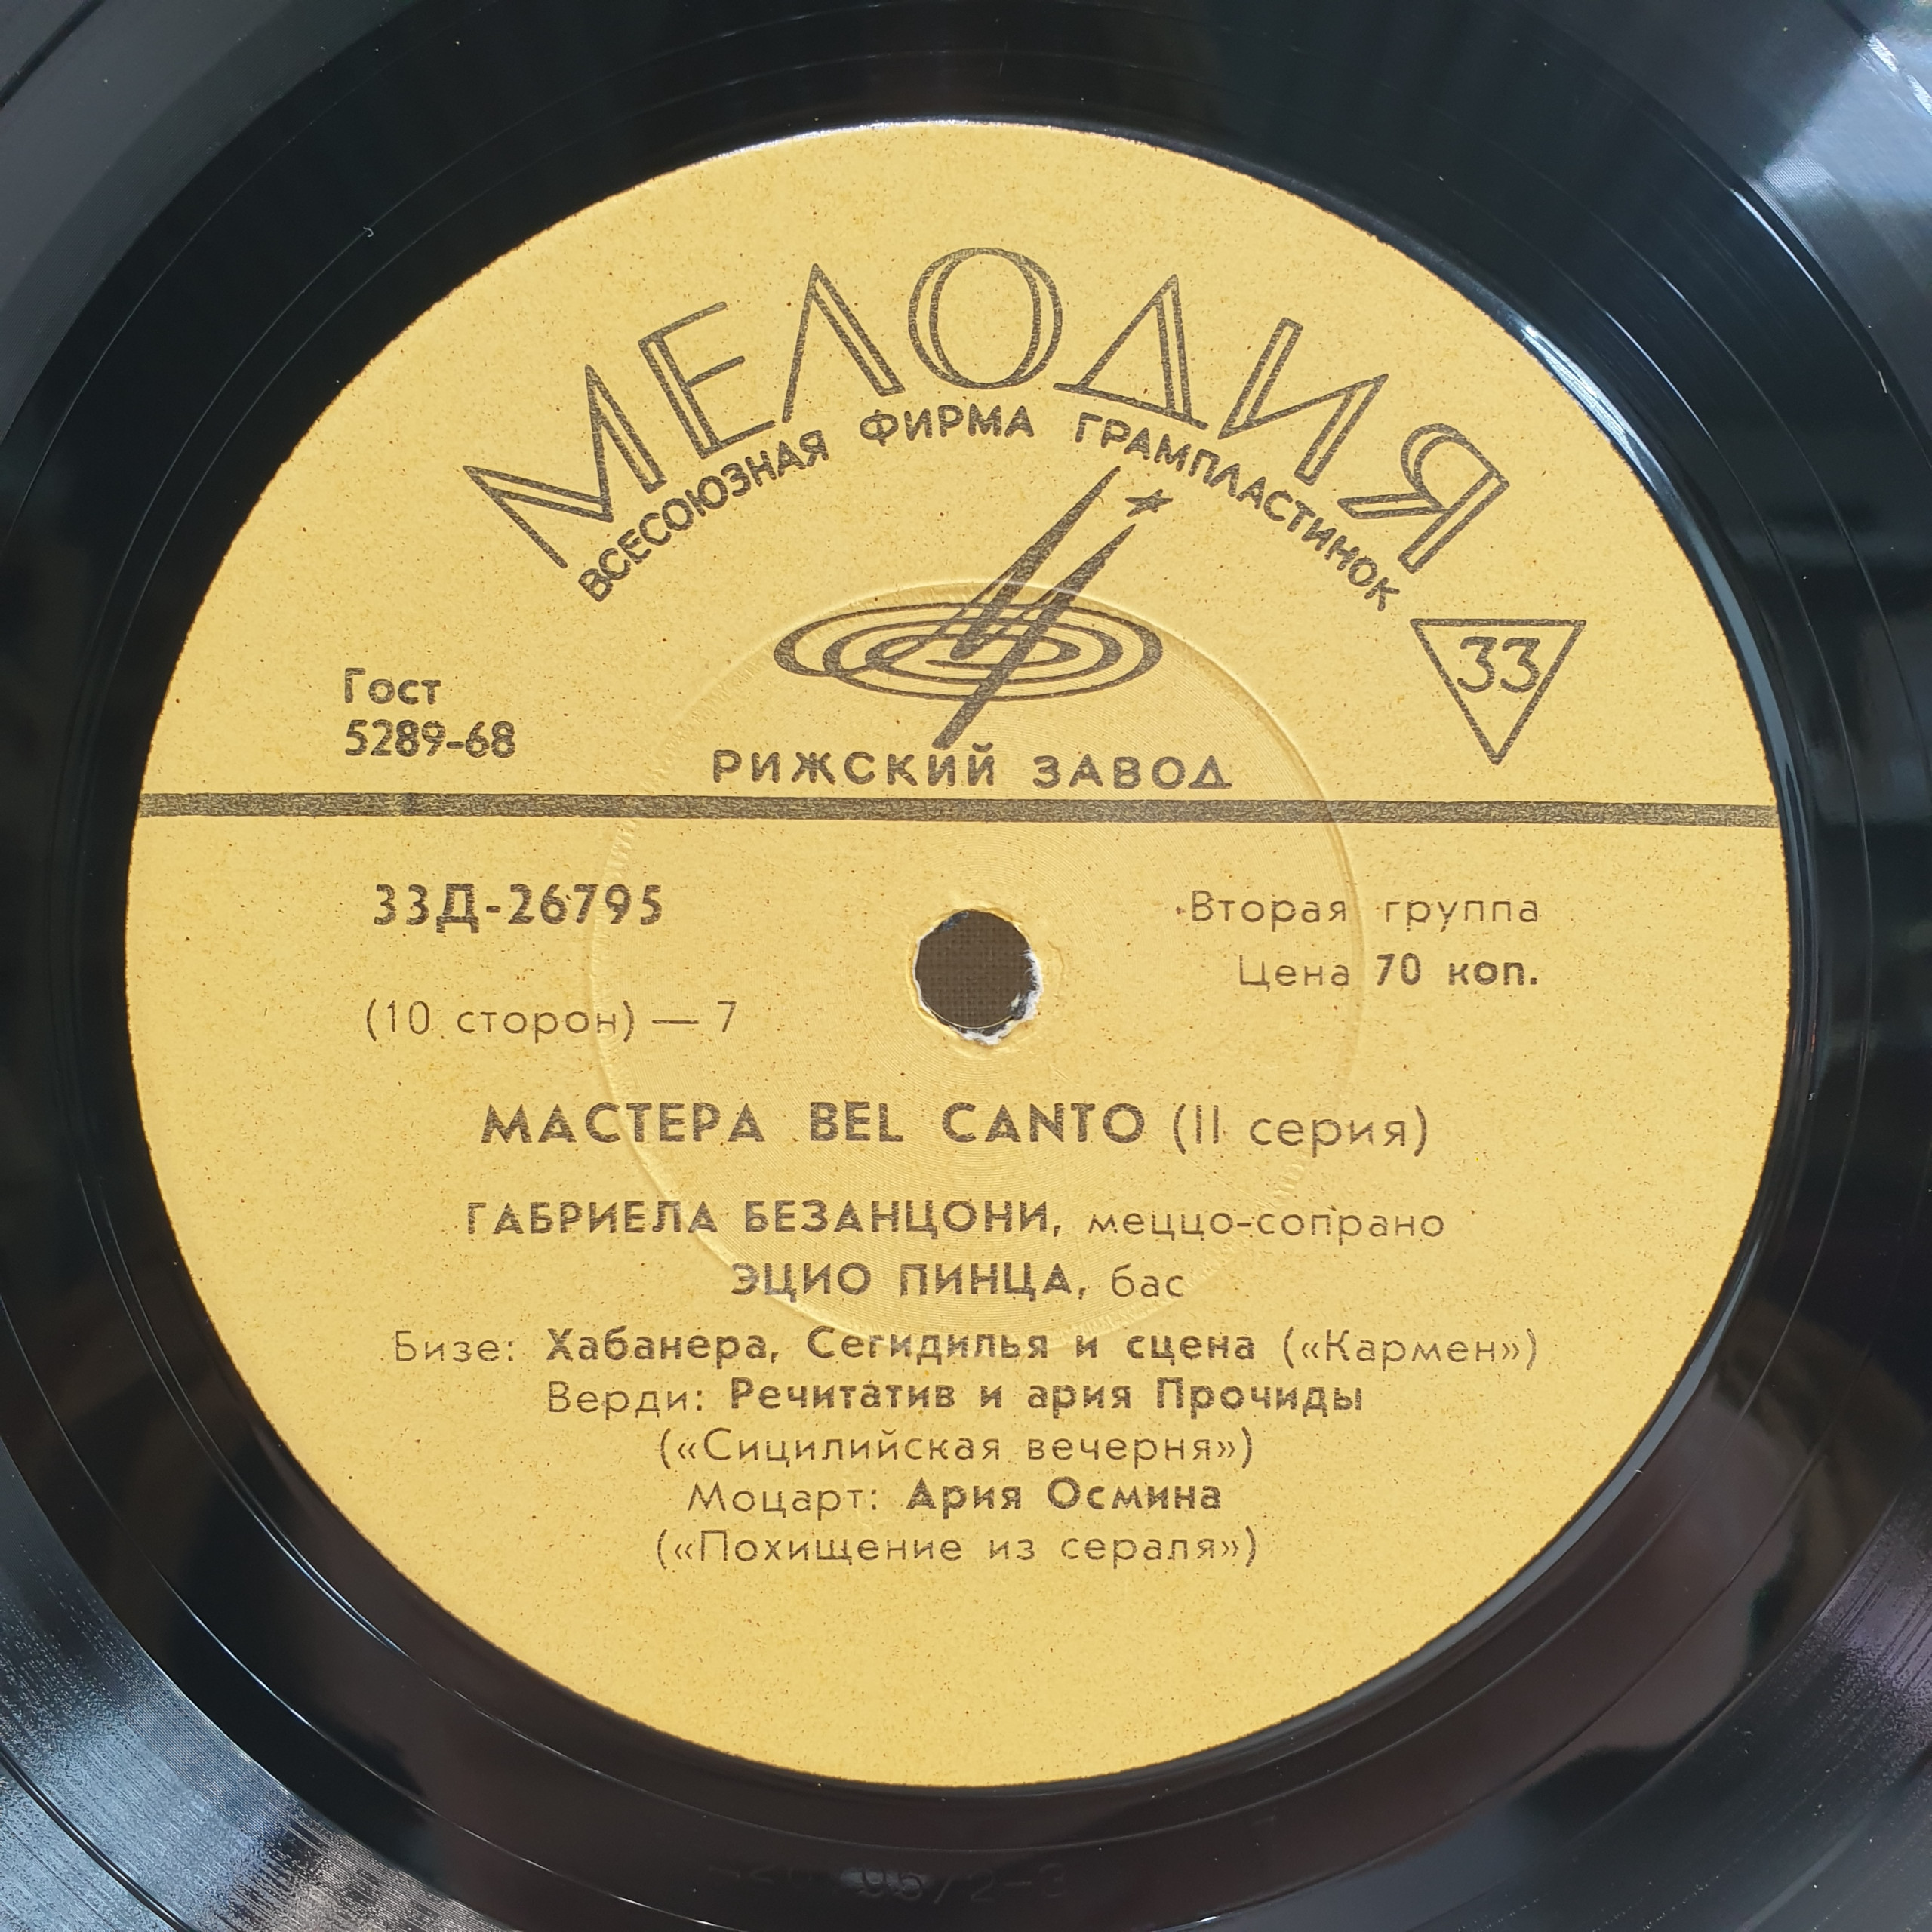 МЕЛОДИЯ
ВСЕСОЮЗНАЯ ФИРМА ГРАМПЛАСТИНОК
33
Гост
5289-68
РИЖСКИЙ ЗАВОД
33Д-26795
Вторая группа
Цена 70 коп.
(10 сторон) — 7
МАСТЕРА BEL CANTO (II серия)
ГАБРИЕЛА БЕЗАНЦОНИ, меццо-сопрано
ЭЦИО ПИНЦА, бас
Бизе: Хабанера, Сегидилья и сцена («Кармен»)
Верди: Речитатив и ария Прочиды
(«Сицилийская вечерня»)
Моцарт: Ария Осмина
(«Похищение из сераля»)